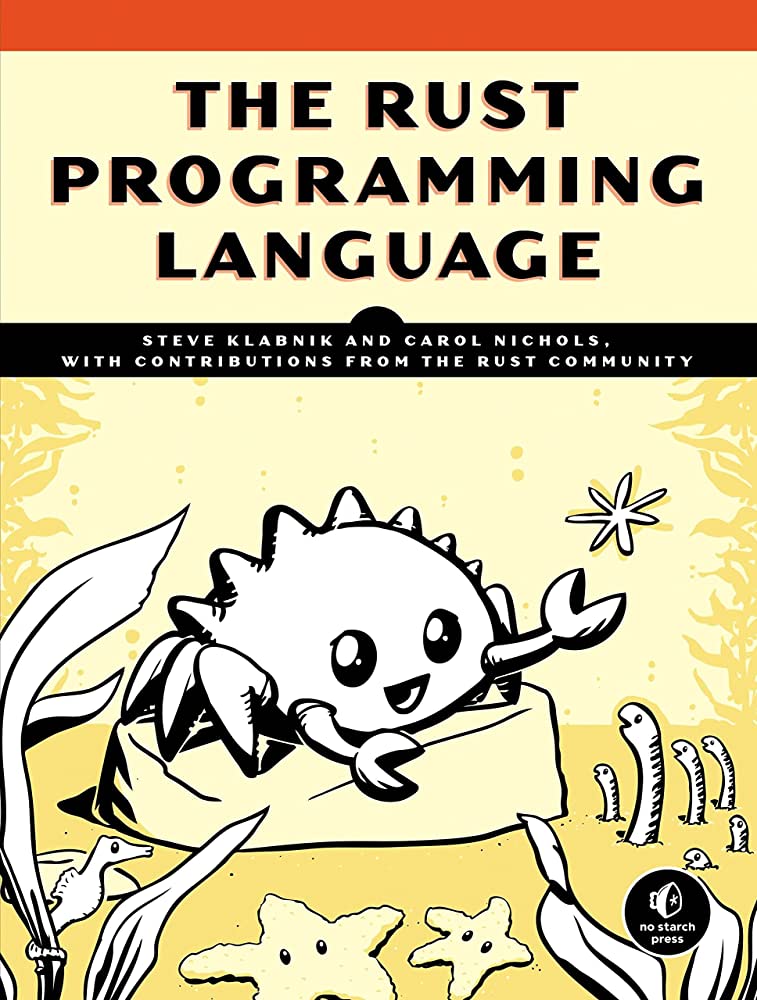 THE RUST
PROGRAMMING
LANGUAGE
STEVE KLABNIK AND CAROL NICHOLS,
WITH CONTRIBUTIONS FROM THE RUST COMMUNITY
no starch
press